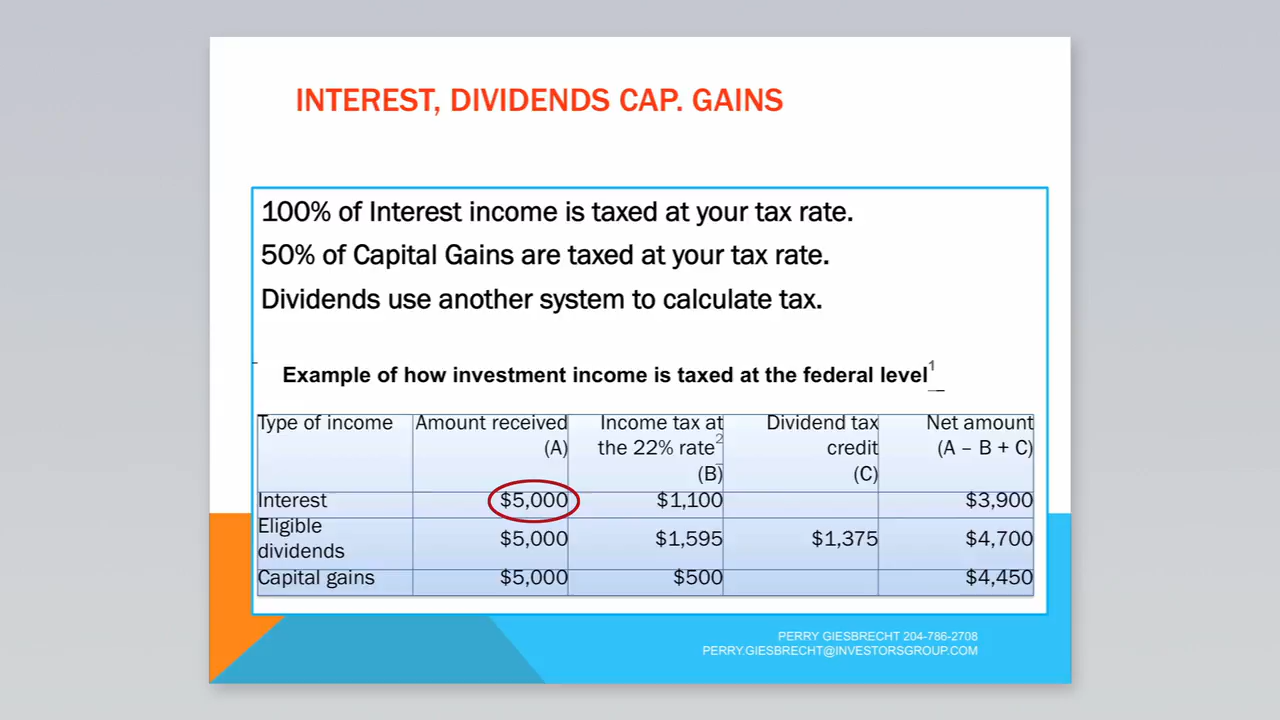 INTEREST, DIVIDENDS CAP. GAINS
100% of Interest income is taxed at your tax rate.
50% of Capital Gains are taxed at your tax rate.
Dividends use another system to calculate tax.
Example of how investment income is taxed at the federal level1
Type of income Amount received Income tax at Dividend tax Net amount
(A) the 22% rate2 credit (A – B + C)
(B) (C)
Interest $5,000 $1,100 $3,900
Eligible
dividends $5,000 $1,595 $1,375 $4,700
Capital gains $5,000 $500 $4,450
PERRY GIESBRECHT 204-786-2708
PERRY.GIESBRECHT@INVESTORSGROUP.COM